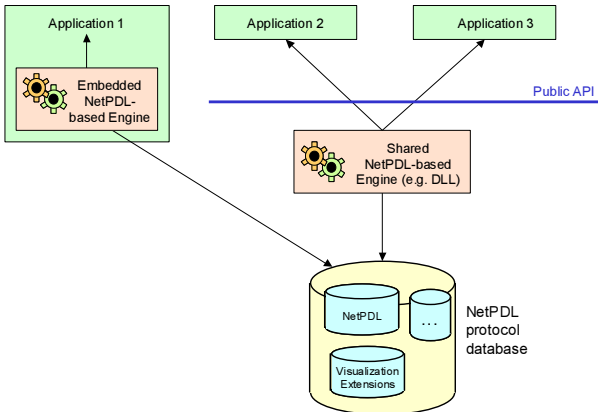 Application 1
Application 2
Application 3
Embedded
NetPDL-
based Engine
Public API
Shared
NetPDL-based
Engine (e.g. DLL)
NetPDL
...
Visualization
Extensions
NetPDL
protocol
database